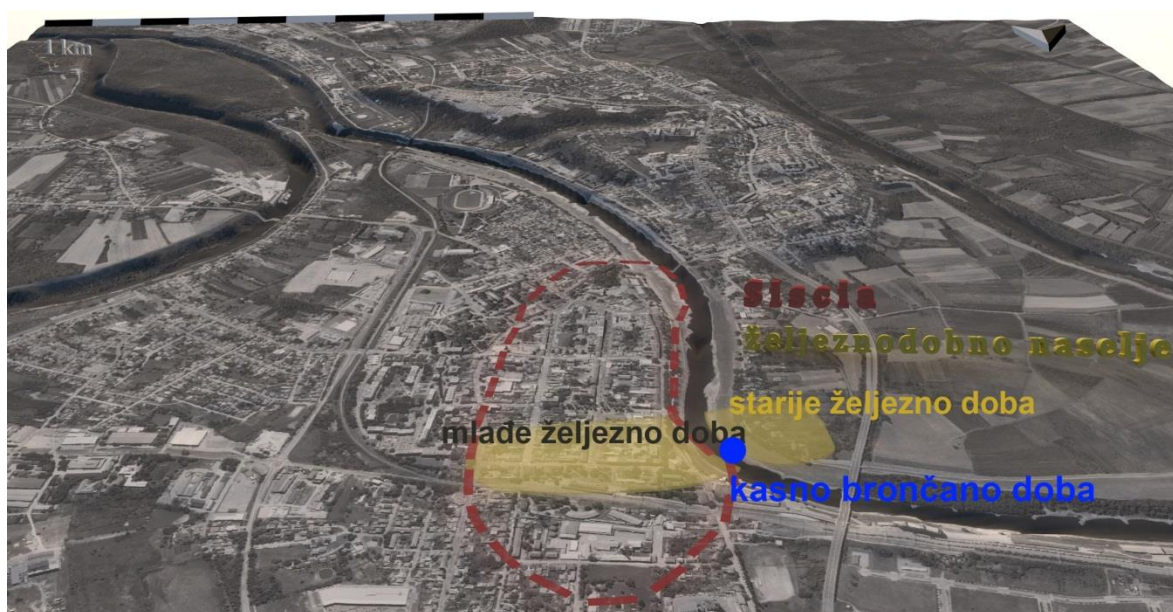 1 km
Siscia
željeznodobno naselje
starije željezno doba
mlađe željezno doba
kasno brončano doba